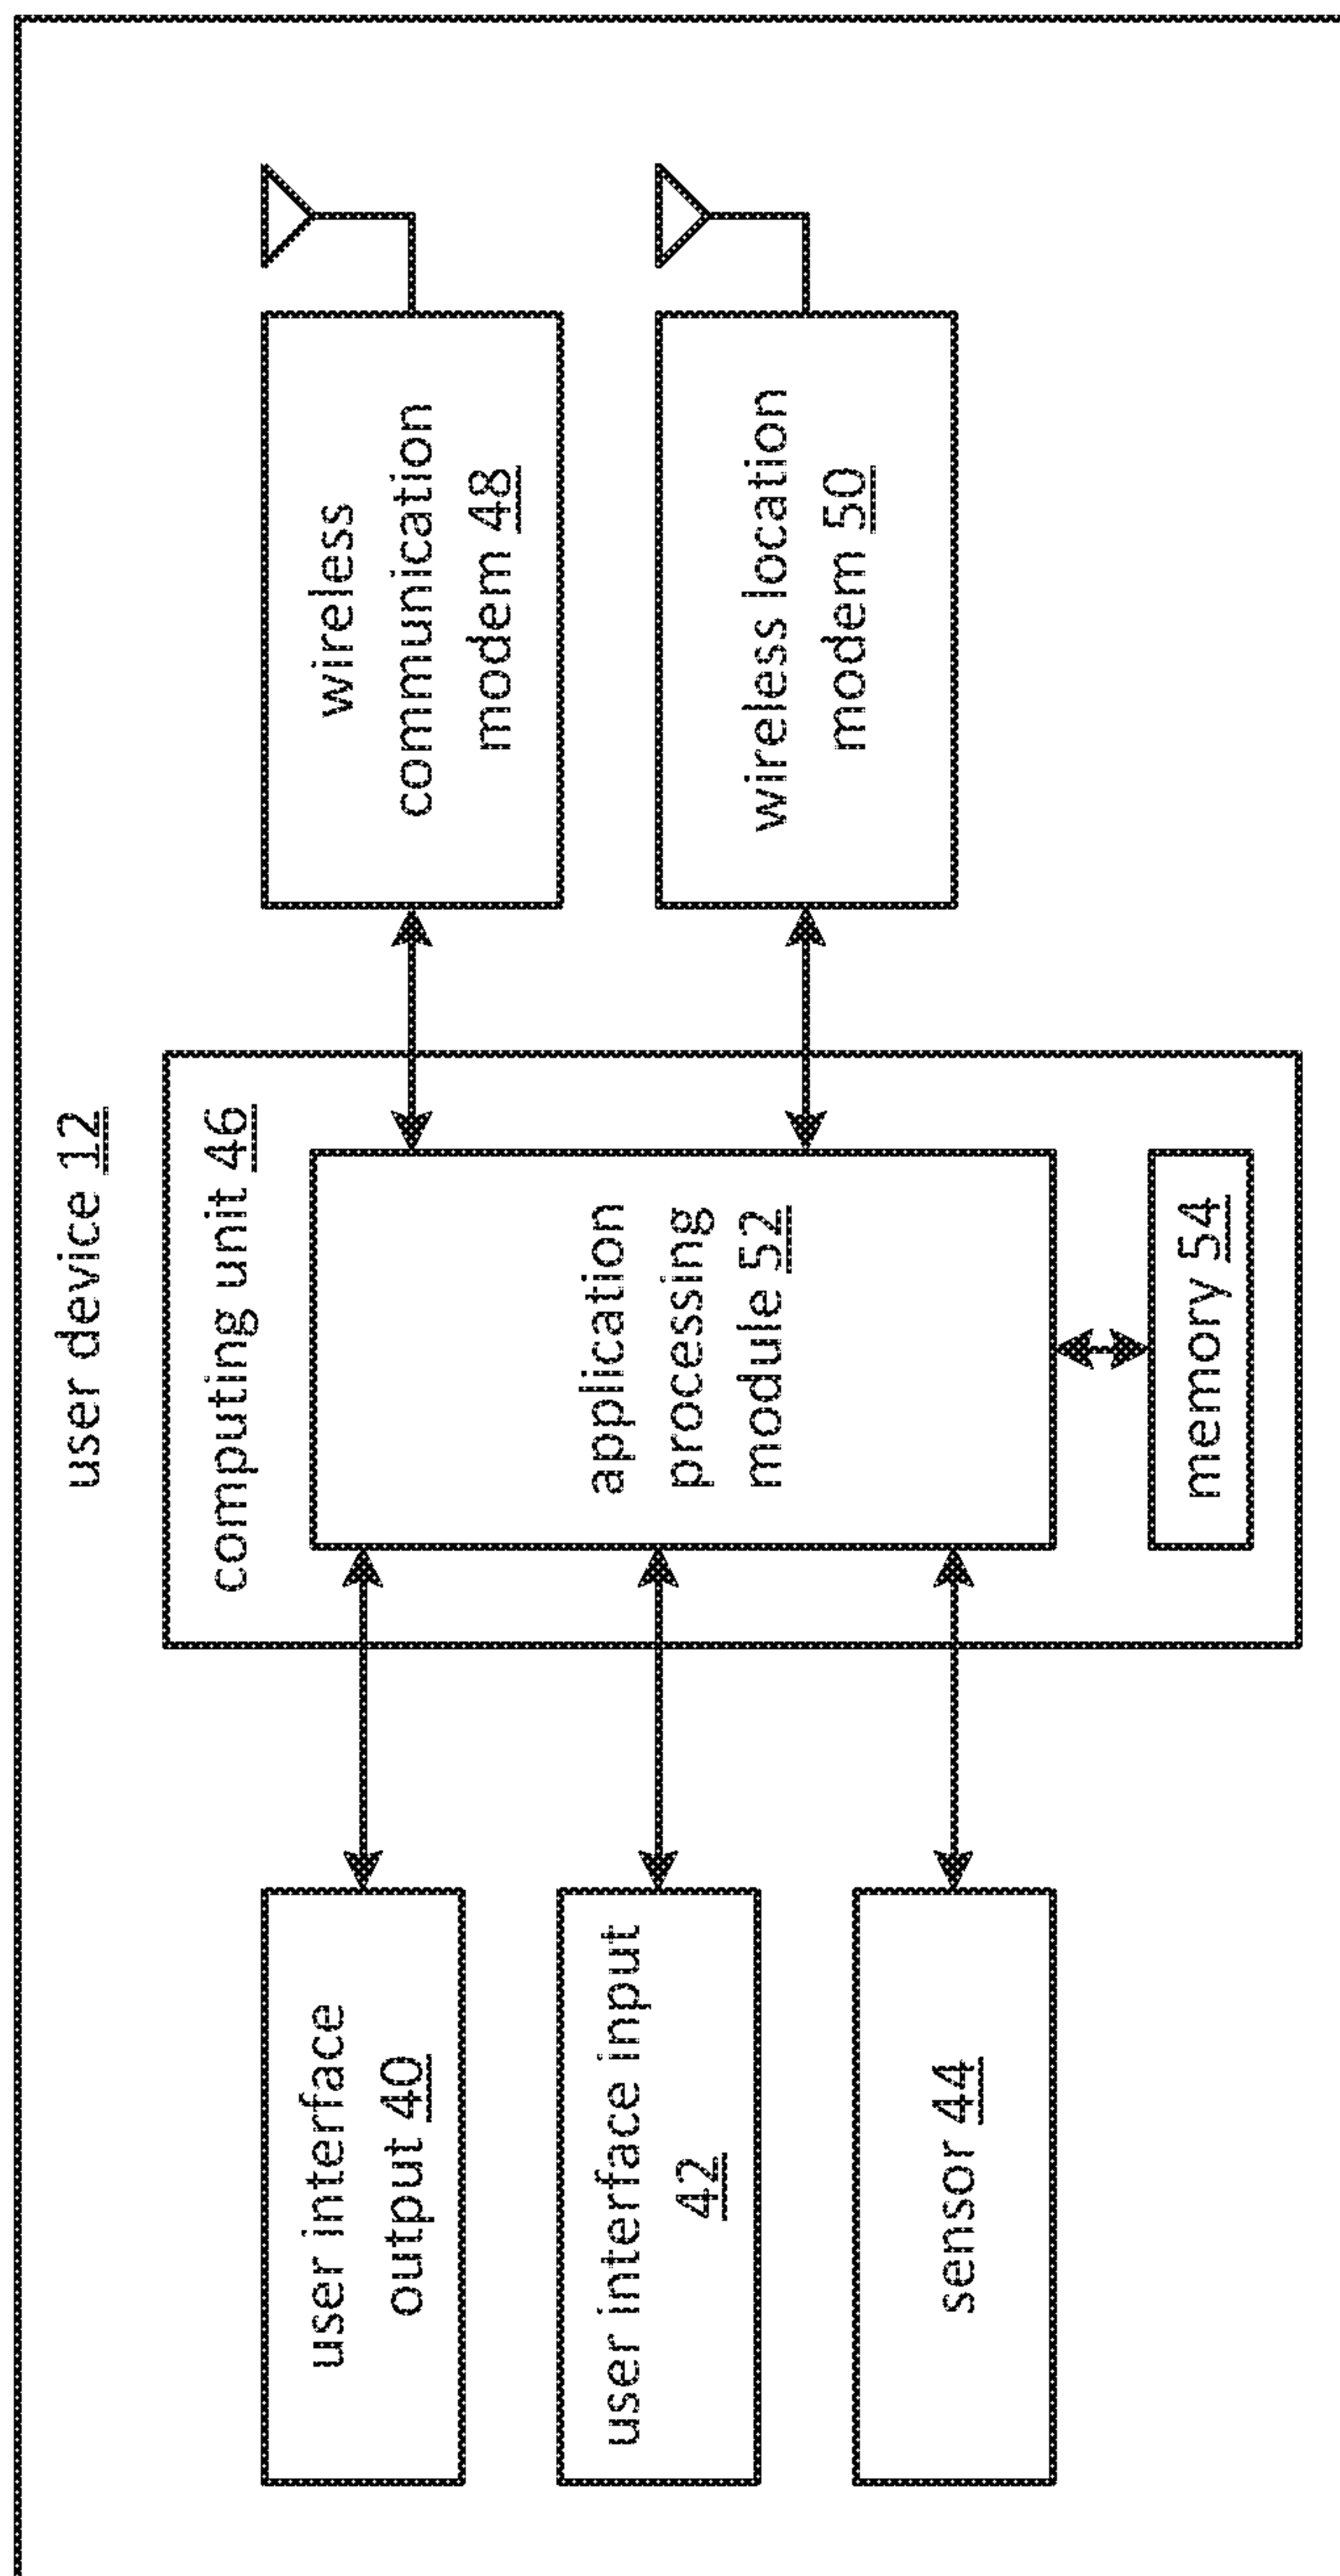 user device 12
computing unit 46
user interface
output 40
user interface input
42
sensor 44
application
processing
module 52
memory 54
wireless
communication
modem 48
wireless location
modem 50